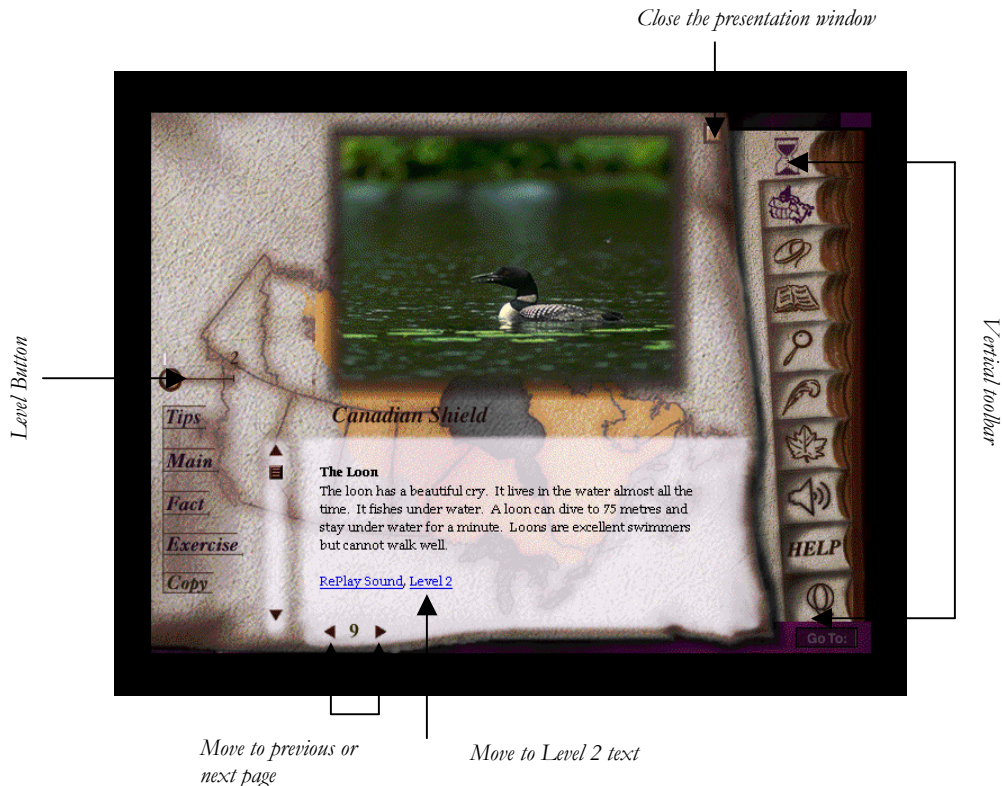 Close the presentation window
Level Button
2
Tips
Main
Fact
Exercise
Copy
Canadian Shield
The Loon
The loon has a beautiful cry. It lives in the water almost all the
time. It fishes under water. A loon can dive to 75 metres and
stay under water for a minute. Loons are excellent swimmers
but cannot walk well.
RePlay Sound, Level 2
9
HELP
Go To:
Vertical toolbar
Move to previous or
next page
Move to Level 2 text